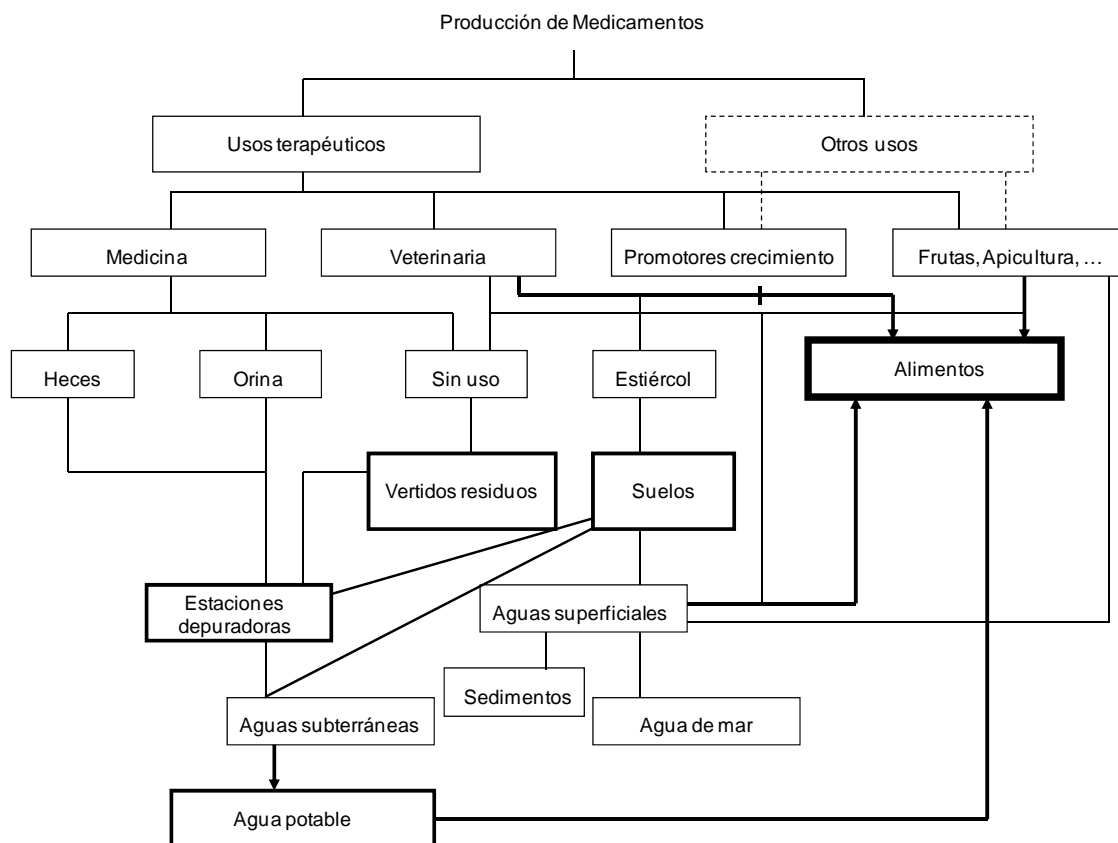 Producción de Medicamentos
Usos terapéuticos
Otros usos
Medicina
Veterinaria
Promotores crecimiento
Frutas, Apicultura, …
Heces
Orina
Sin uso
Estiércol
Alimentos
Vertidos residuos
Suelos
Estaciones
depuradoras
Aguas superficiales
Sedimentos
Aguas subterráneas
Agua de mar
Agua potable